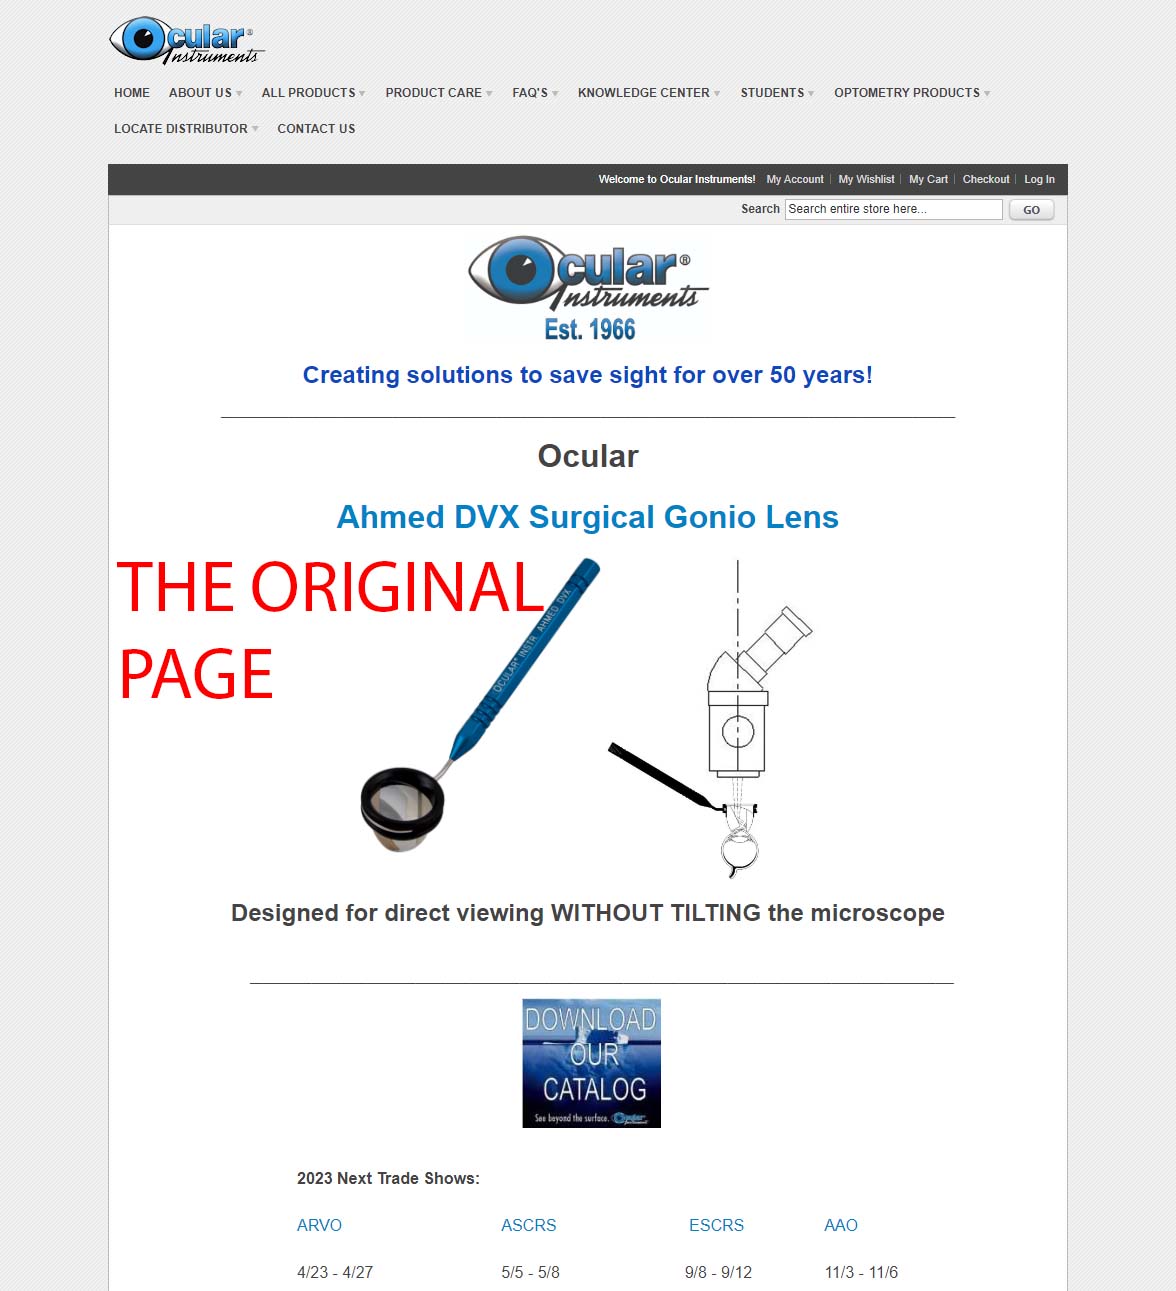 Ocular®
Instruments
HOME ABOUT US ALL PRODUCTS PRODUCT CARE FAQ'S KNOWLEDGE CENTER STUDENTS OPTOMETRY PRODUCTS
LOCATE DISTRIBUTOR CONTACT US
Welcome to Ocular Instruments! My Account My Wishlist My Cart Checkout Log In
Search Search entire store here... GO
Ocular®
Instruments
Est. 1966
Creating solutions to save sight for over 50 years!
Ocular
Ahmed DVX Surgical Gonio Lens
THE ORIGINAL
PAGE
OCULAR® INSTR. AHMED DVX
Designed for direct viewing WITHOUT TILTING the microscope
DOWNLOAD
OUR
CATALOG
See beyond the surface. Ocular Instruments
2023 Next Trade Shows:
ARVO ASCRS ESCRS AAO
4/23 - 4/27 5/5 - 5/8 9/8 - 9/12 11/3 - 11/6